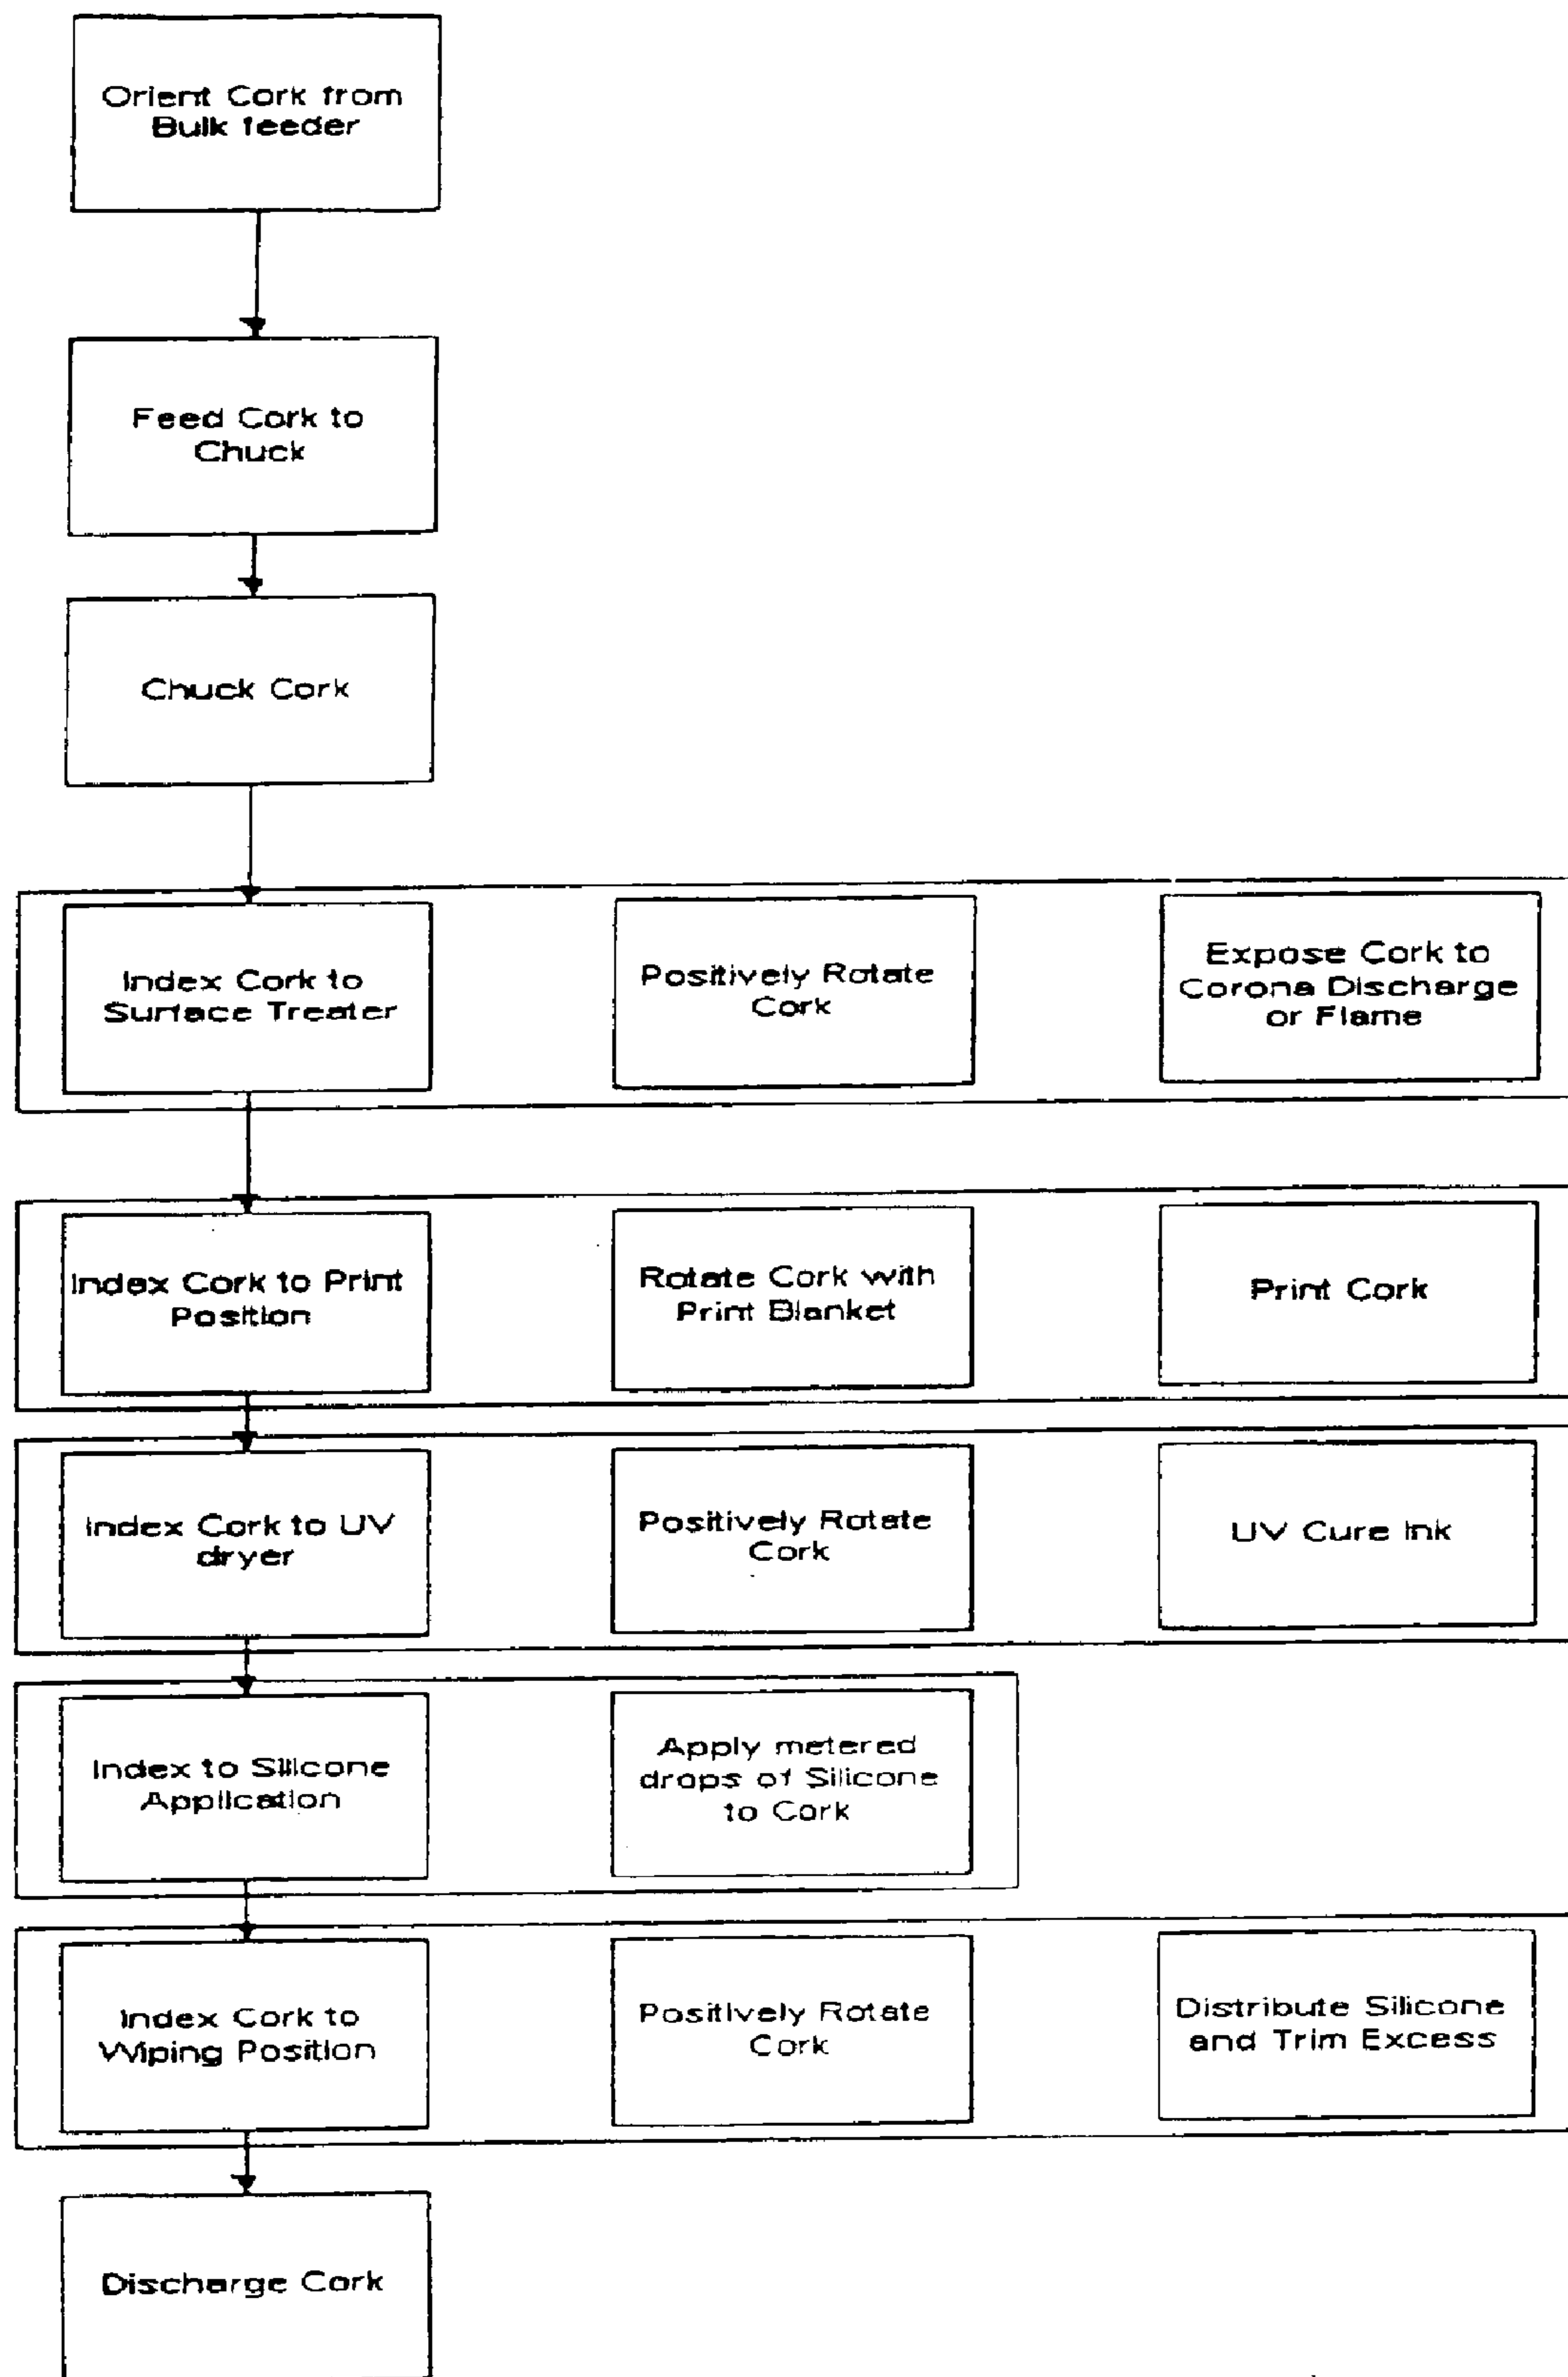 Orient Cork from
Bulk feeder
Feed Cork to
Chuck
Chuck Cork
Index Cork to
Surface Treater
Positively Rotate
Cork
Expose Cork to
Corona Discharge
or Flame
Index Cork to Print
Position
Rotate Cork with
Print Blanket
Print Cork
Index Cork to UV
dryer
Positively Rotate
Cork
UV Cure Ink
Index to Silicone
Application
Apply metered
drops of Silicone
to Cork
Index Cork to
Wiping Position
Positively Rotate
Cork
Distribute Silicone
and Trim Excess
Discharge Cork